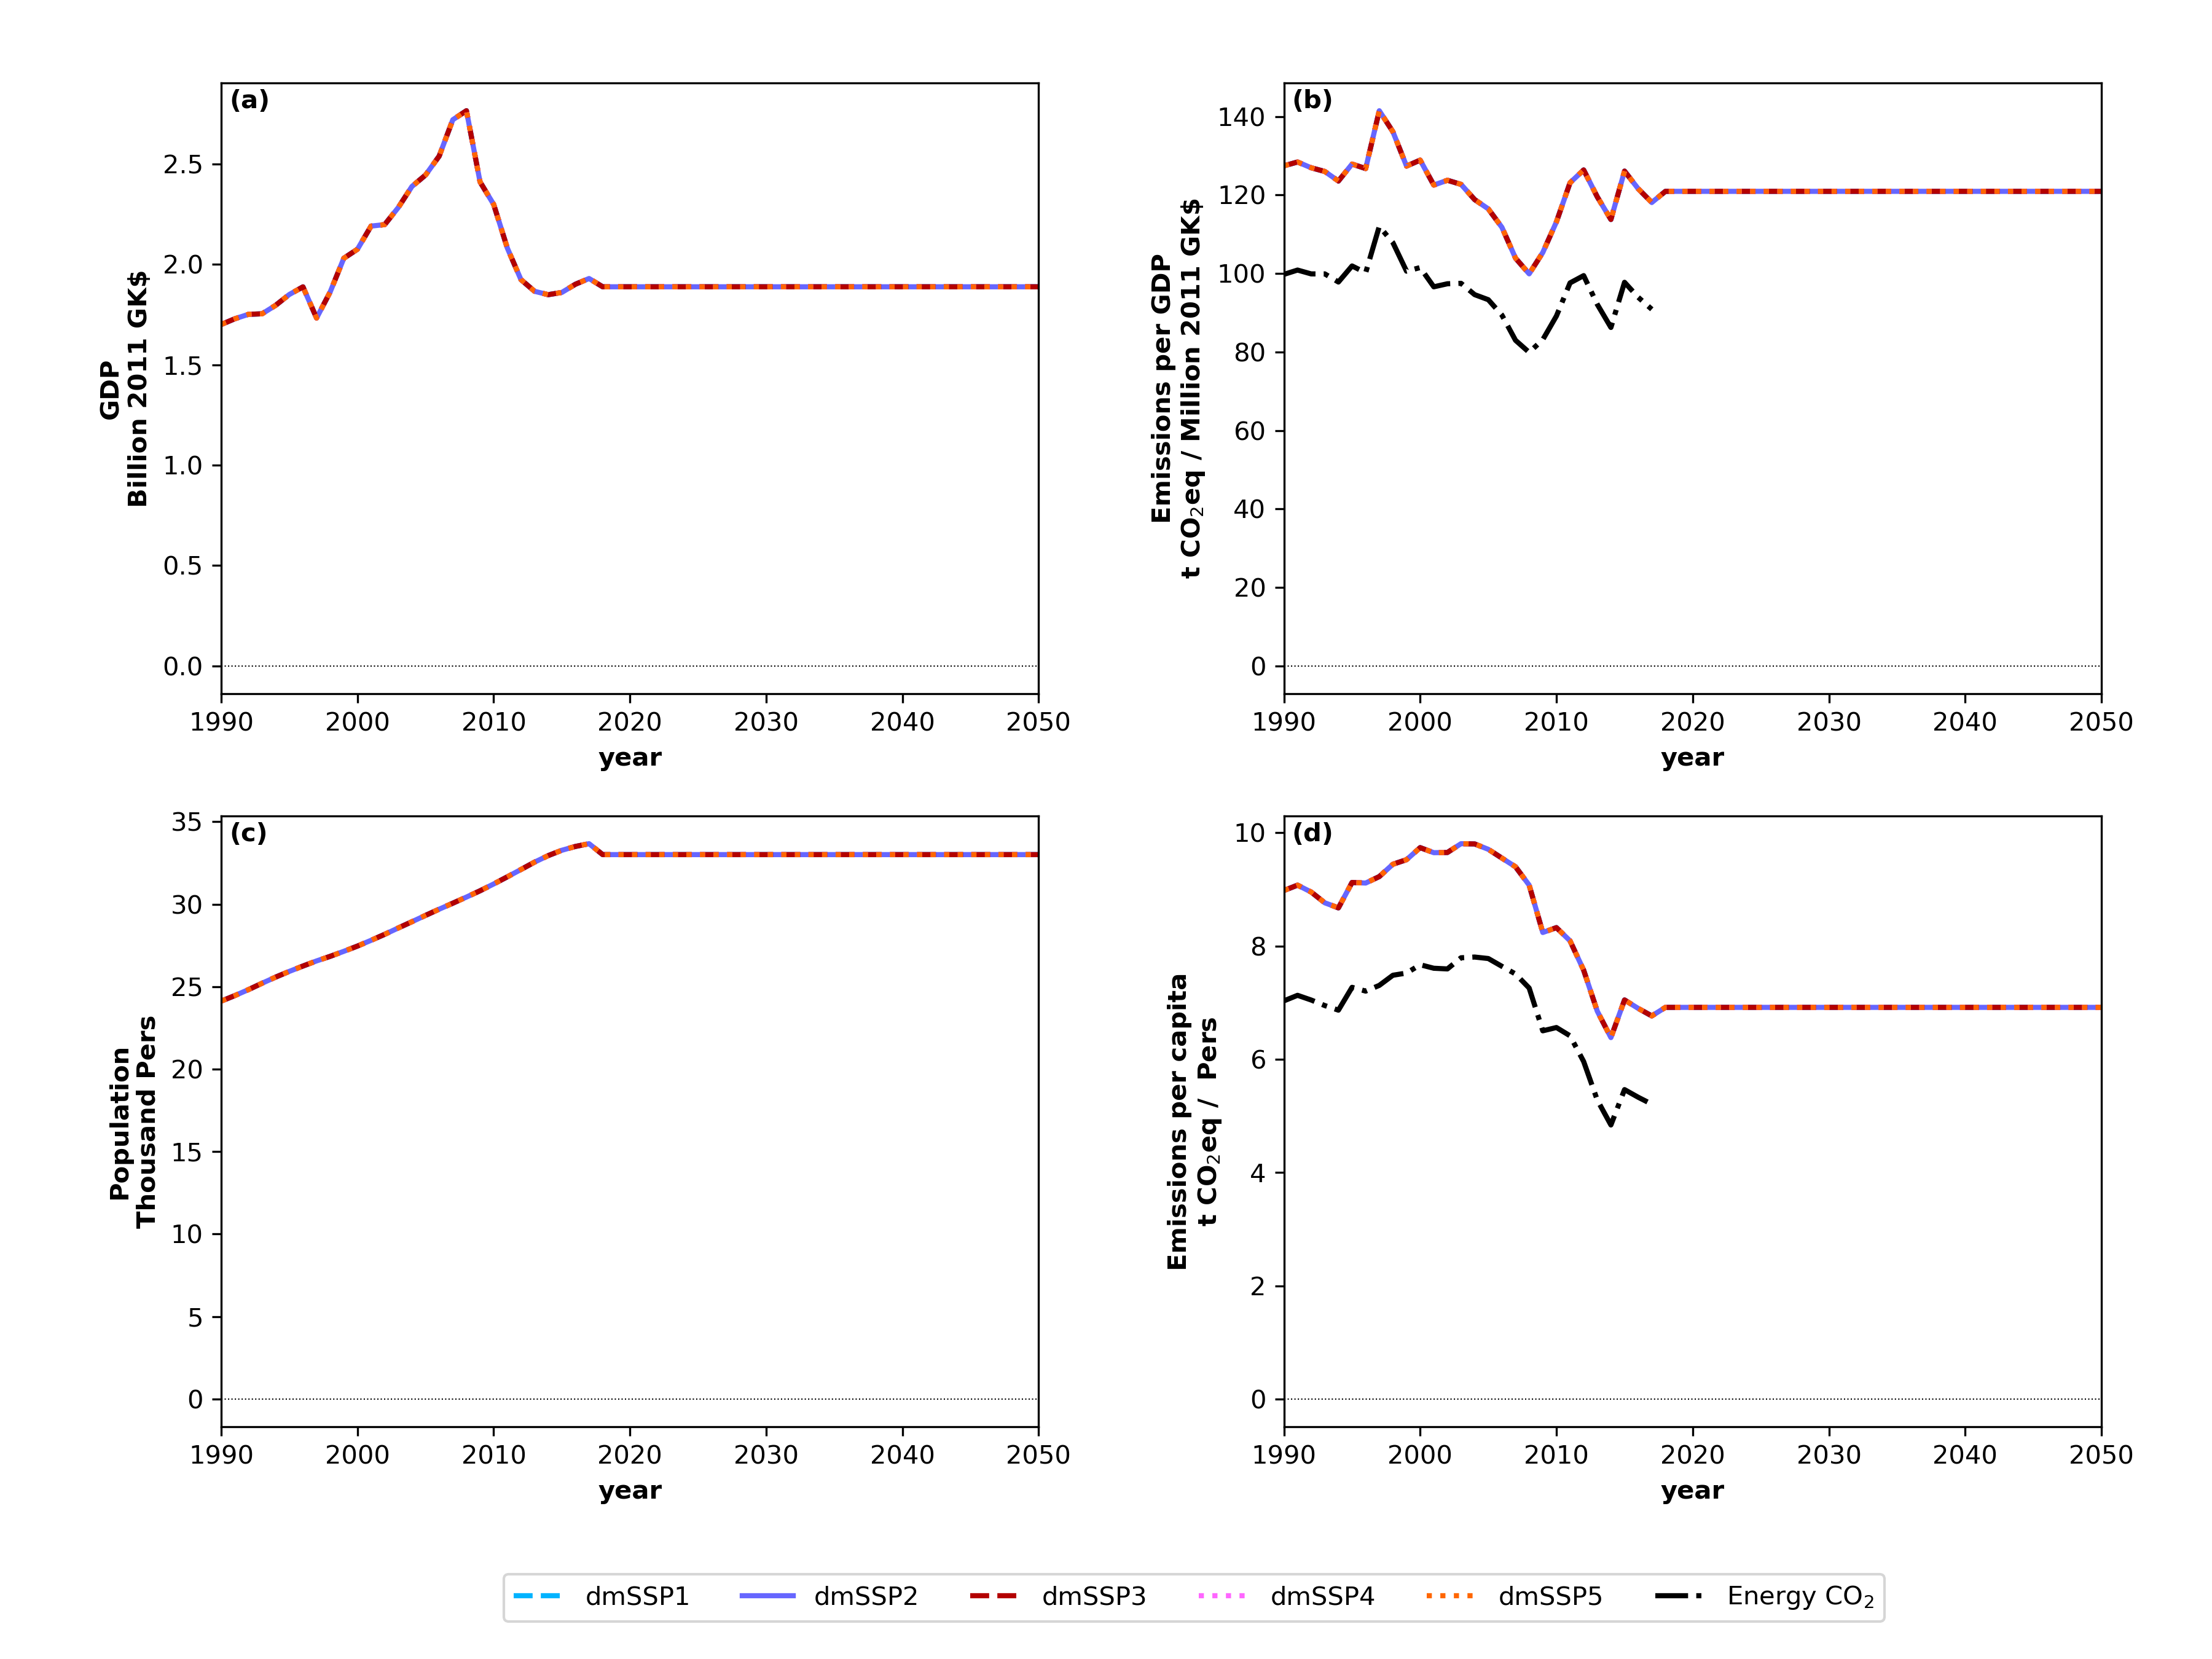 (a)
2.5
2.0
1.5
1.0
0.5
0.0
GDP
Billion 2011 GK$
1990 2000 2010 2020 2030 2040 2050
year
(b)
140
120
100
80
60
40
20
0
Emissions per GDP
t CO₂eq / Million 2011 GK$
1990 2000 2010 2020 2030 2040 2050
year
(c)
35
30
25
20
15
10
5
0
Population
Thousand Pers
1990 2000 2010 2020 2030 2040 2050
year
(d)
10
8
6
4
2
0
Emissions per capita
t CO₂eq / Pers
1990 2000 2010 2020 2030 2040 2050
year
dmSSP1 dmSSP2 dmSSP3 dmSSP4 dmSSP5 Energy CO₂